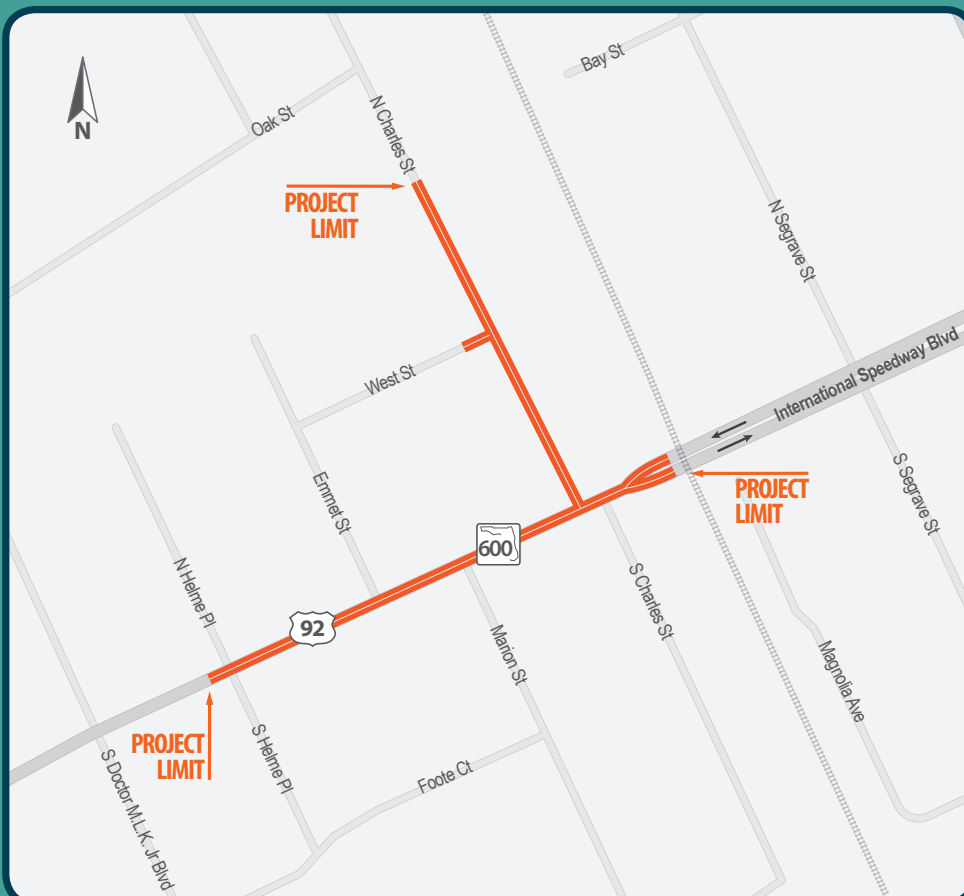 Bay St
N
Oak St
N Charles St
PROJECT
LIMIT
N Segrave St
International Speedway Blvd
West St
Emmet St
S Segrave St
PROJECT
LIMIT
600
N Helme Pl
S Charles St
92
Marion St
Magnolia Ave
PROJECT
LIMIT
S Helme Pl
Foote Ct
S Doctor M.L.K. Jr Blvd